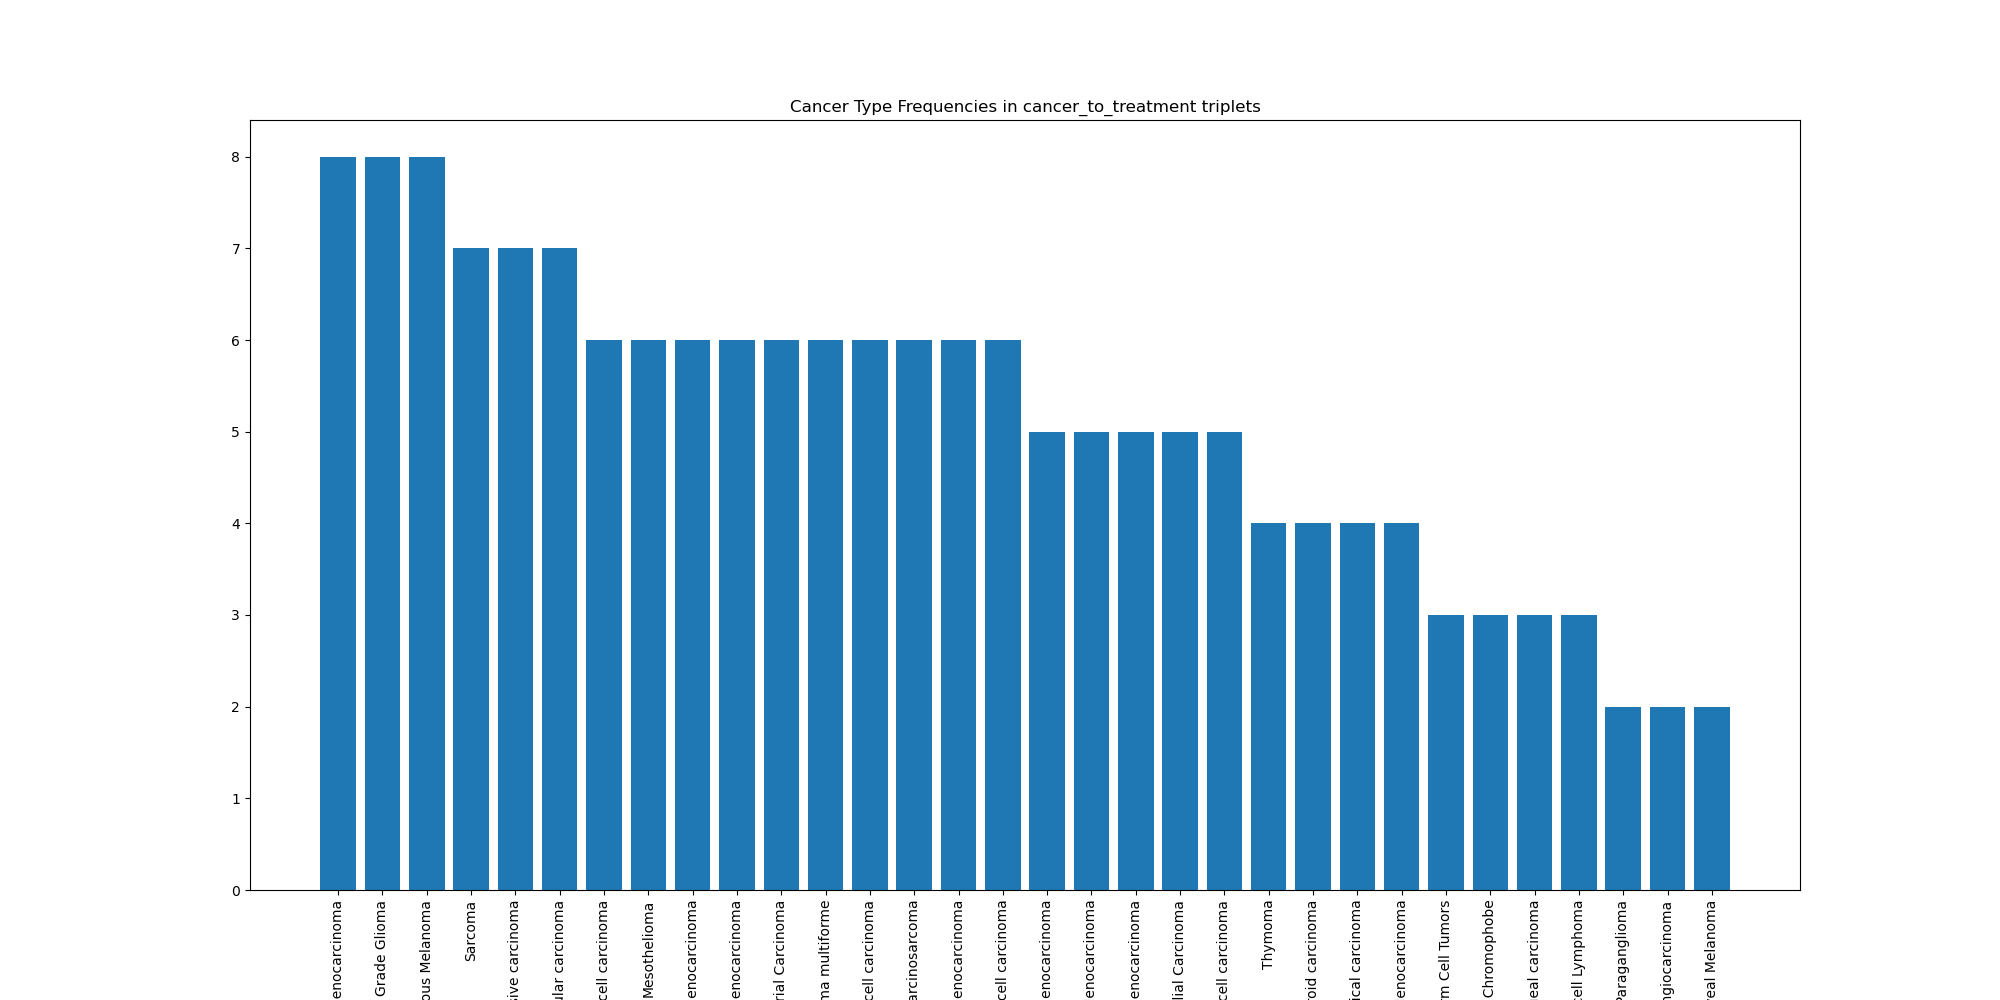 Cancer Type Frequencies in cancer_to_treatment triplets
8
7
6
5
4
3
2
1
0
enocarcinoma
Grade Glioma
ous Melanoma
Sarcoma
sive carcinoma
ular carcinoma
cell carcinoma
Mesothelioma
enocarcinoma
enocarcinoma
rial Carcinoma
ma multiforme
cell carcinoma
arcinosarcoma
enocarcinoma
cell carcinoma
enocarcinoma
enocarcinoma
enocarcinoma
lial Carcinoma
cell carcinoma
Thymoma
roid carcinoma
ical carcinoma
enocarcinoma
rm Cell Tumors
Chromophobe
eal carcinoma
cell Lymphoma
Paraganglioma
ngiocarcinoma
veal Melanoma